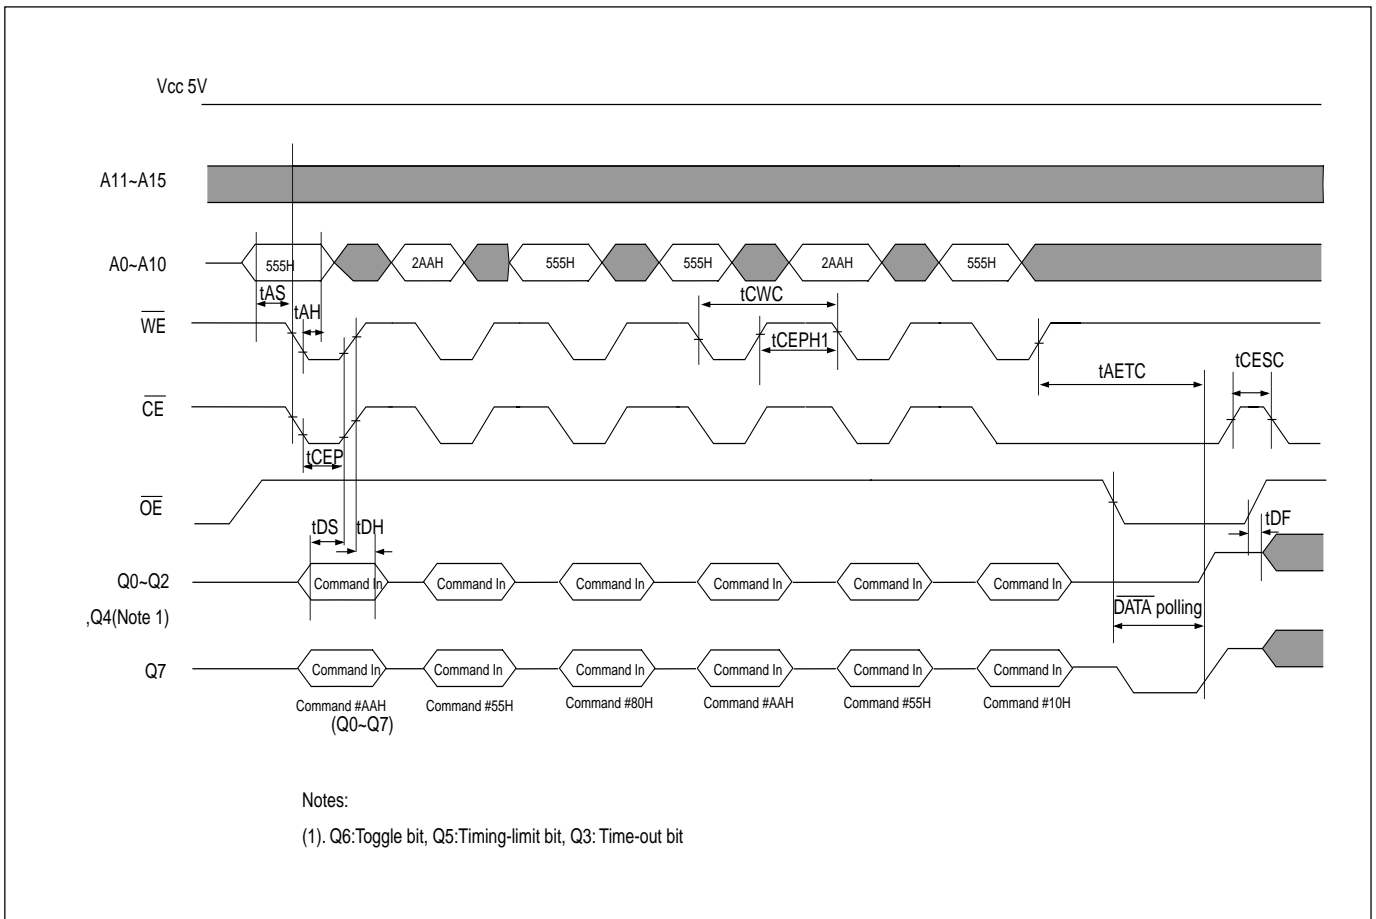 Vcc 5V
A11~A15
A0~A10
555H
2AAH
555H
555H
2AAH
555H
tAS
tAH
tCWC
WE
tCEPH1
tAETC
tCESC
CE
tCEP
OE
tDS
tDH
tDF
Q0~Q2
Command In
Command In
Command In
Command In
Command In
Command In
DATA polling
,Q4(Note 1)
Q7
Command In
Command In
Command In
Command In
Command In
Command In
Command #AAH
Command #55H
Command #80H
Command #AAH
Command #55H
Command #10H
(Q0~Q7)
Notes:
(1). Q6:Toggle bit, Q5:Timing-limit bit, Q3: Time-out bit